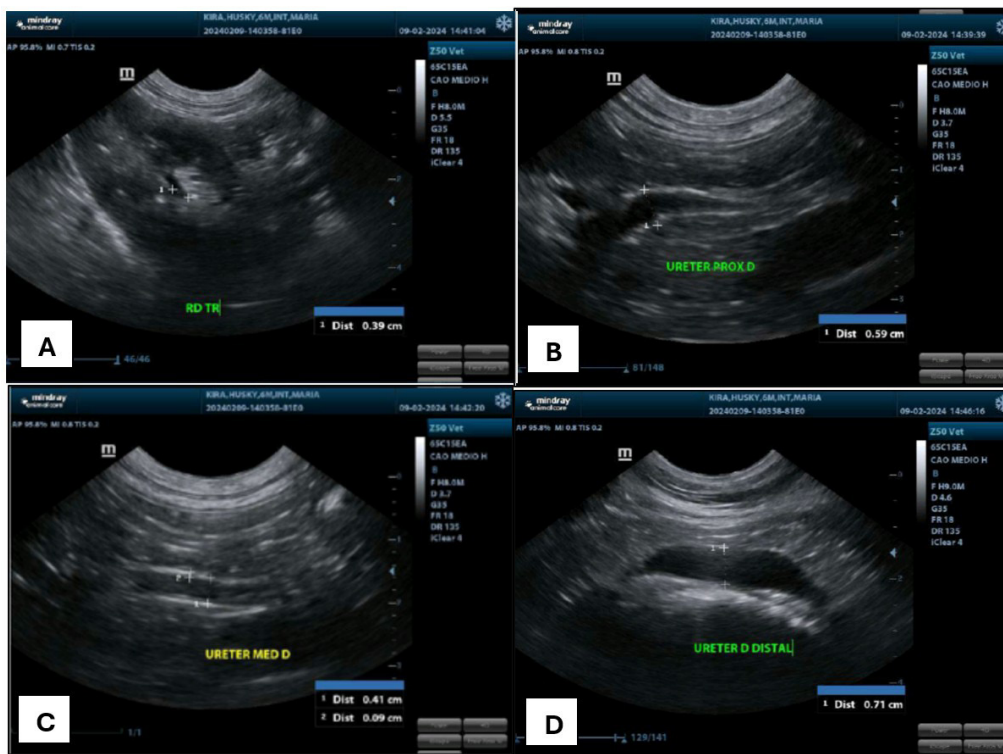 mindray
animal care
KIRA,HUSKY,6M,INT,MARIA
20240209-140358-81E0
09-02-2024 14:41:04
AP 95.8% MI 0.7 TIS 0.2
m
Z50 Vet
65C15EA
CAO MEDIO H
B
F H8.0M
D 5.5
G35
FR 18
DR 135
iClear 4
1
RD TR
1 Dist 0.39 cm
46/46
A
mindray
animal care
KIRA,HUSKY,6M,INT,MARIA
20240209-140358-81E0
09-02-2024 14:39:39
AP 95.8% MI 0.8 TIS 0.2
m
Z50 Vet
65C15EA
CAO MEDIO H
B
F H8.0M
D 3.7
G35
FR 18
DR 135
iClear 4
1
URETER PROX D
1 Dist 0.59 cm
81/148
B
mindray
animal care
KIRA,HUSKY,6M,INT,MARIA
20240209-140358-81E0
09-02-2024 14:42:20
AP 95.8% MI 0.8 TIS 0.2
m
Z50 Vet
65C15EA
CAO MEDIO H
B
F H8.0M
D 3.7
G35
FR 18
DR 135
iClear 4
2
1
URETER MED D
1 Dist 0.41 cm
2 Dist 0.09 cm
1/1
C
mindray
animal care
KIRA,HUSKY,6M,INT,MARIA
20240209-140358-81E0
09-02-2024 14:46:16
AP 95.8% MI 0.8 TIS 0.2
m
Z50 Vet
65C15EA
CAO MEDIO H
B
F H9.0M
D 4.6
G35
FR 18
DR 135
iClear 4
1
URETER D DISTAL
1 Dist 0.71 cm
129/141
D